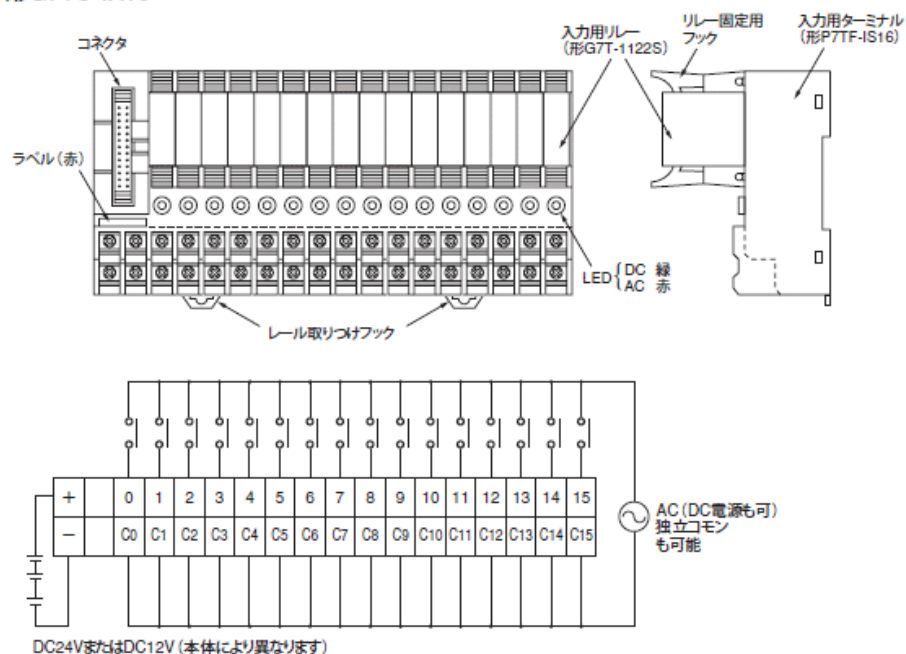 コネクタ
入力用リレー
(形G7T-1122S)
リレー固定用
フック
入力用ターミナル
(形P7TF-IS16)
ラベル(赤)
LED{DC 緑
AC 赤
レール取りつけフック
+ 0 1 2 3 4 5 6 7 8 9 10 11 12 13 14 15
− C0 C1 C2 C3 C4 C5 C6 C7 C8 C9 C10 C11 C12 C13 C14 C15
AC(DC電源も可)
独立コモン
も可能
DC24VまたはDC12V(本体により異なります)